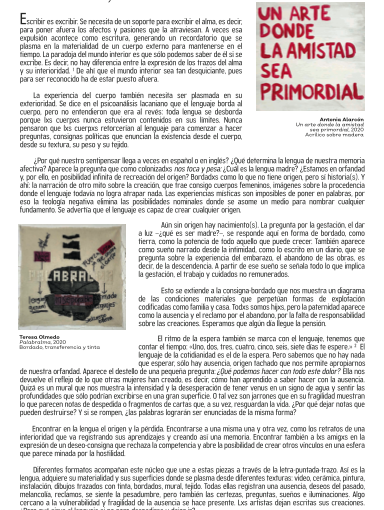 Escribir es excribir. Se necesita de un soporte para excribir el alma, es decir,
para poner afuera los afectos y pasiones que la atraviesan. A veces esa
expulsión acontece como escritura, generando un recordatorio que se
plasma en la materialidad de un cuerpo externo para mantenerse en el
tiempo. La paradoja del mundo interior es que sólo podemos saber de él si se
excribe. Es decir, no hay diferencia entre la expresión de los trazos del alma
y su interioridad. ¹ De ahí que el mundo interior sea tan desquiciante, pues
para ser reconocido ha de estar puesto afuera.
UN ARTE
DONDE
LA AMISTAD
SEA
PRIMORDIAL
Antonia Alarcón
Un arte donde la amistad
sea primordial, 2020
Acrílico sobre madera
La experiencia del cuerpo también necesita ser plasmada en su
exterioridad. Se dice en el psicoanálisis lacaniano que el lenguaje borda al
cuerpo, pero no entendieron que era al revés: toda lengua se desborda
porque los cuerpos nunca estuvieron contenidos en sus límites. Nunca
pensaron que los cuerpos retorcerían al lenguaje para comenzar a hacer
preguntas, consignas políticas que enuncian la existencia desde el cuerpo,
desde su textura, su peso y su tejido.
¿Por qué nuestro sentipensar llega a veces en español o en inglés? ¿Qué determina la lengua de nuestra memoria
afectiva? Aparece la pregunta que como colonizadxs nos toca y pesa: ¿Cuál es la lengua madre? ¿Estamos en orfandad
y, por ello, en posibilidad infinita de recreación del origen? Bordadas como lo que no tiene origen, pero sí historia(s). Y
ahí: la narración de otro mito sobre la creación, que trae consigo cuerpos femeninos, imágenes sobre la procedencia
donde el lenguaje todavía no logra atrapar nada. Las experiencias místicas son imposibles de poner en palabras, por
eso la teología negativa elimina las posibilidades nominales donde se asome un medio para nombrar cualquier
fundamento. Se advertía que el lenguaje es capaz de crear cualquier origen.
Aún sin origen hay nacimiento(s). La pregunta por la gestación, el dar
a luz –¿qué es ser madre?–, se responde aquí en forma de bordado, como
tierra, como la potencia de todo aquello que puede crecer. También aparece
como sueño narrado desde la intimidad, como lo escrito en un diario, que se
pregunta sobre la experiencia del embarazo, el abandono de las obras, es
decir, de la descendencia. A partir de ese sueño se señala todo lo que implica
la gestación, el trabajo y cuidados no remunerados.
Esto se extiende a la consigna-bordado que nos muestra un diagrama
de las condiciones materiales que perpetúan formas de explotación
codificadas como familia y casa. Todxs somos hijxs, pero la paternidad aparece
como la ausencia y el reclamo por el abandono, por la falta de responsabilidad
sobre las creaciones. Esperamos que algún día llegue la pensión.
Teresa Olmedo
Palabrotma, 2020
Bordado, transferencia y tinta
El ritmo de la espera también se marca con el lenguaje, tenemos que
contar el tiempo: «Uno, dos, tres, cuatro, cinco, seis, siete días te espero.» ² El
lenguaje de la cotidianidad es el de la espera. Pero sabemos que no hay nada
que esperar, sólo hay ausencia, origen tachado que nos permite apropiarnos
de nuestra orfandad. Aparece el destello de una pequeña pregunta: ¿Qué podemos hacer con todo este dolor? Ella nos
devuelve el reflejo de lo que otras mujeres han creado, es decir, cómo han aprendido a saber hacer con la ausencia.
Quizá es un mural que nos muestra la intensidad y la desesperación de tener venus en un signo de agua y sentir las
profundidades que sólo podrían excribirse en una gran superficie. O tal vez son jarrones que en su fragilidad muestran
lo que parecen notas de despedida o fragmentos de cartas que, a su vez, resguardan la vida. ¿Por qué dejar notas que
pueden destruirse? Y si se rompen, ¿las palabras lograrán ser enunciadas de la misma forma?
Encontrar en la lengua el origen y la pérdida. Encontrarse a una misma una y otra vez, como los retratos de una
interioridad que va registrando sus aprendizajes y creando así una memoria. Encontrar también a lxs amigxs en la
expresión de un deseo-consigna que rechaza la competencia y abre la posibilidad de crear otros vínculos en una esfera
que parece minada por la hostilidad.
Diferentes formatos acompañan este núcleo que une a estas piezas a través de la letra-puntada-trazo. Así es la
lengua, adquiere su materialidad y sus superficies donde se plasma desde diferentes texturas: video, cerámica, pintura,
instalación, dibujos trazados con tinta, bordados, mural, tejido. Todas ellas registran una ausencia, deseos del pasado,
melancolía, reclamos, se siente la pesadumbre, pero también las certezas, preguntas, sueños e iluminaciones. Algo
cercano a la vulnerabilidad y fragilidad de la ausencia se hace presente. Lxs artistas dejan escritas sus creaciones.